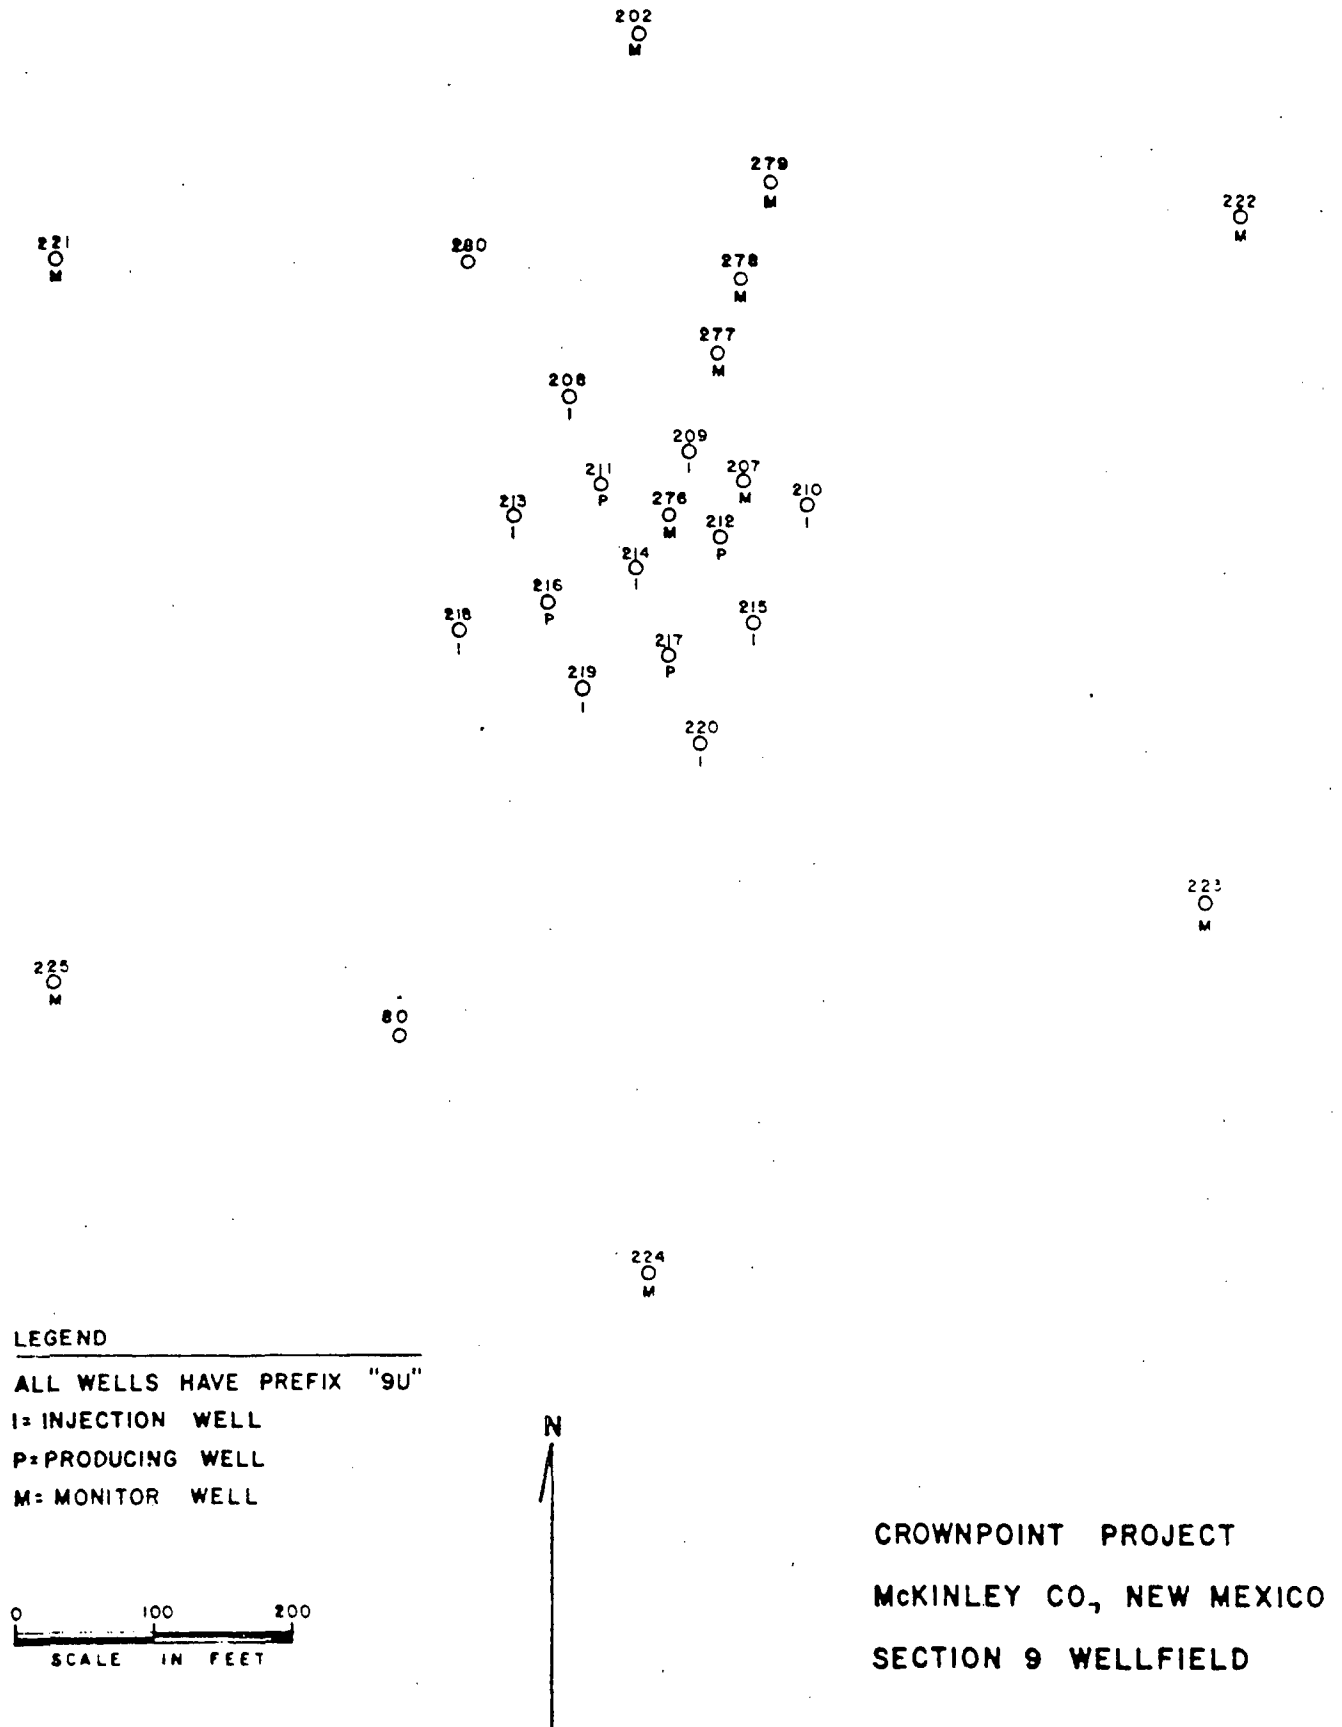 202
M
279
M
222
M
221
M
280
278
M
277
M
208
I
209
I
211
P
207
M
210
I
213
I
276
M
212
P
214
I
216
P
215
I
218
I
217
P
219
I
220
I
223
M
225
M
80
224
M
LEGEND
ALL WELLS HAVE PREFIX "9U"
I= INJECTION WELL
P=PRODUCING WELL
M= MONITOR WELL
N
0 100 200
SCALE IN FEET
CROWNPOINT PROJECT
McKINLEY CO., NEW MEXICO
SECTION 9 WELLFIELD